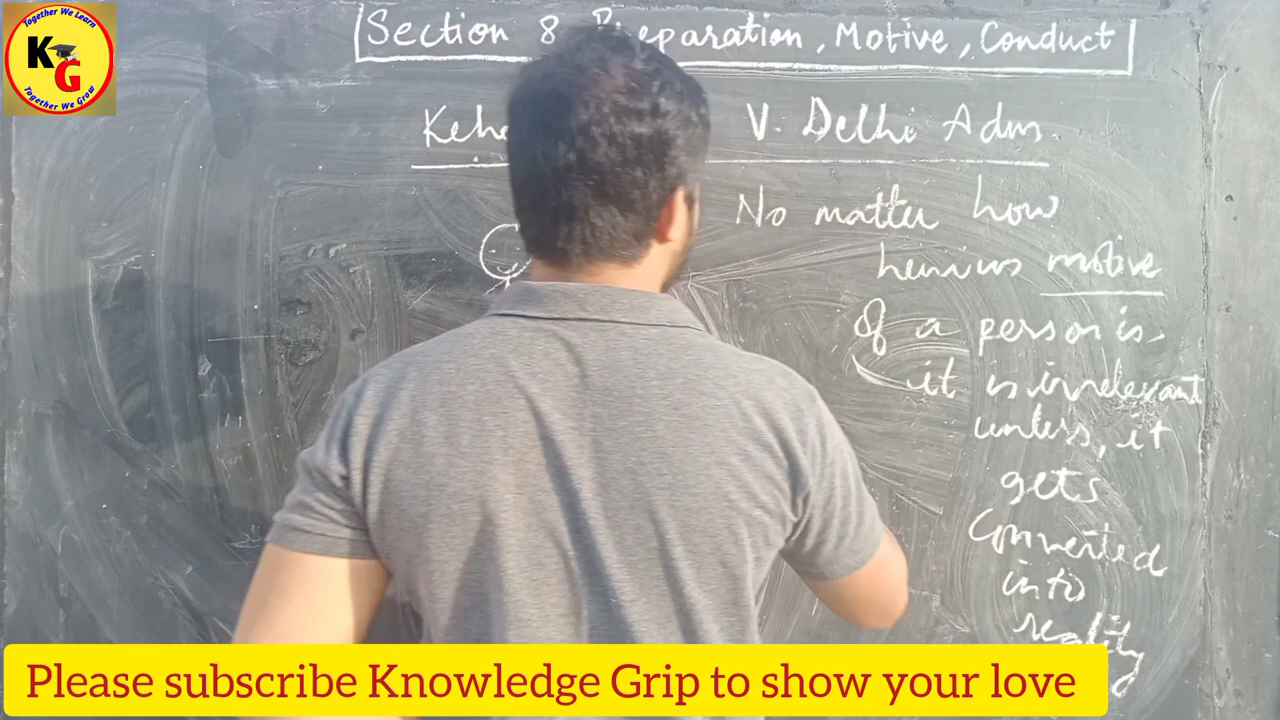 Together We Learn
KG
Together We Grow
Section 8 Preparation, Motive, Conduct
Keh V. Delhi Adm.
No matter how
heinius motive
of a person is,
it is irrelevant
unless, it
gets
Converted
into
reality
Please subscribe Knowledge Grip to show your love